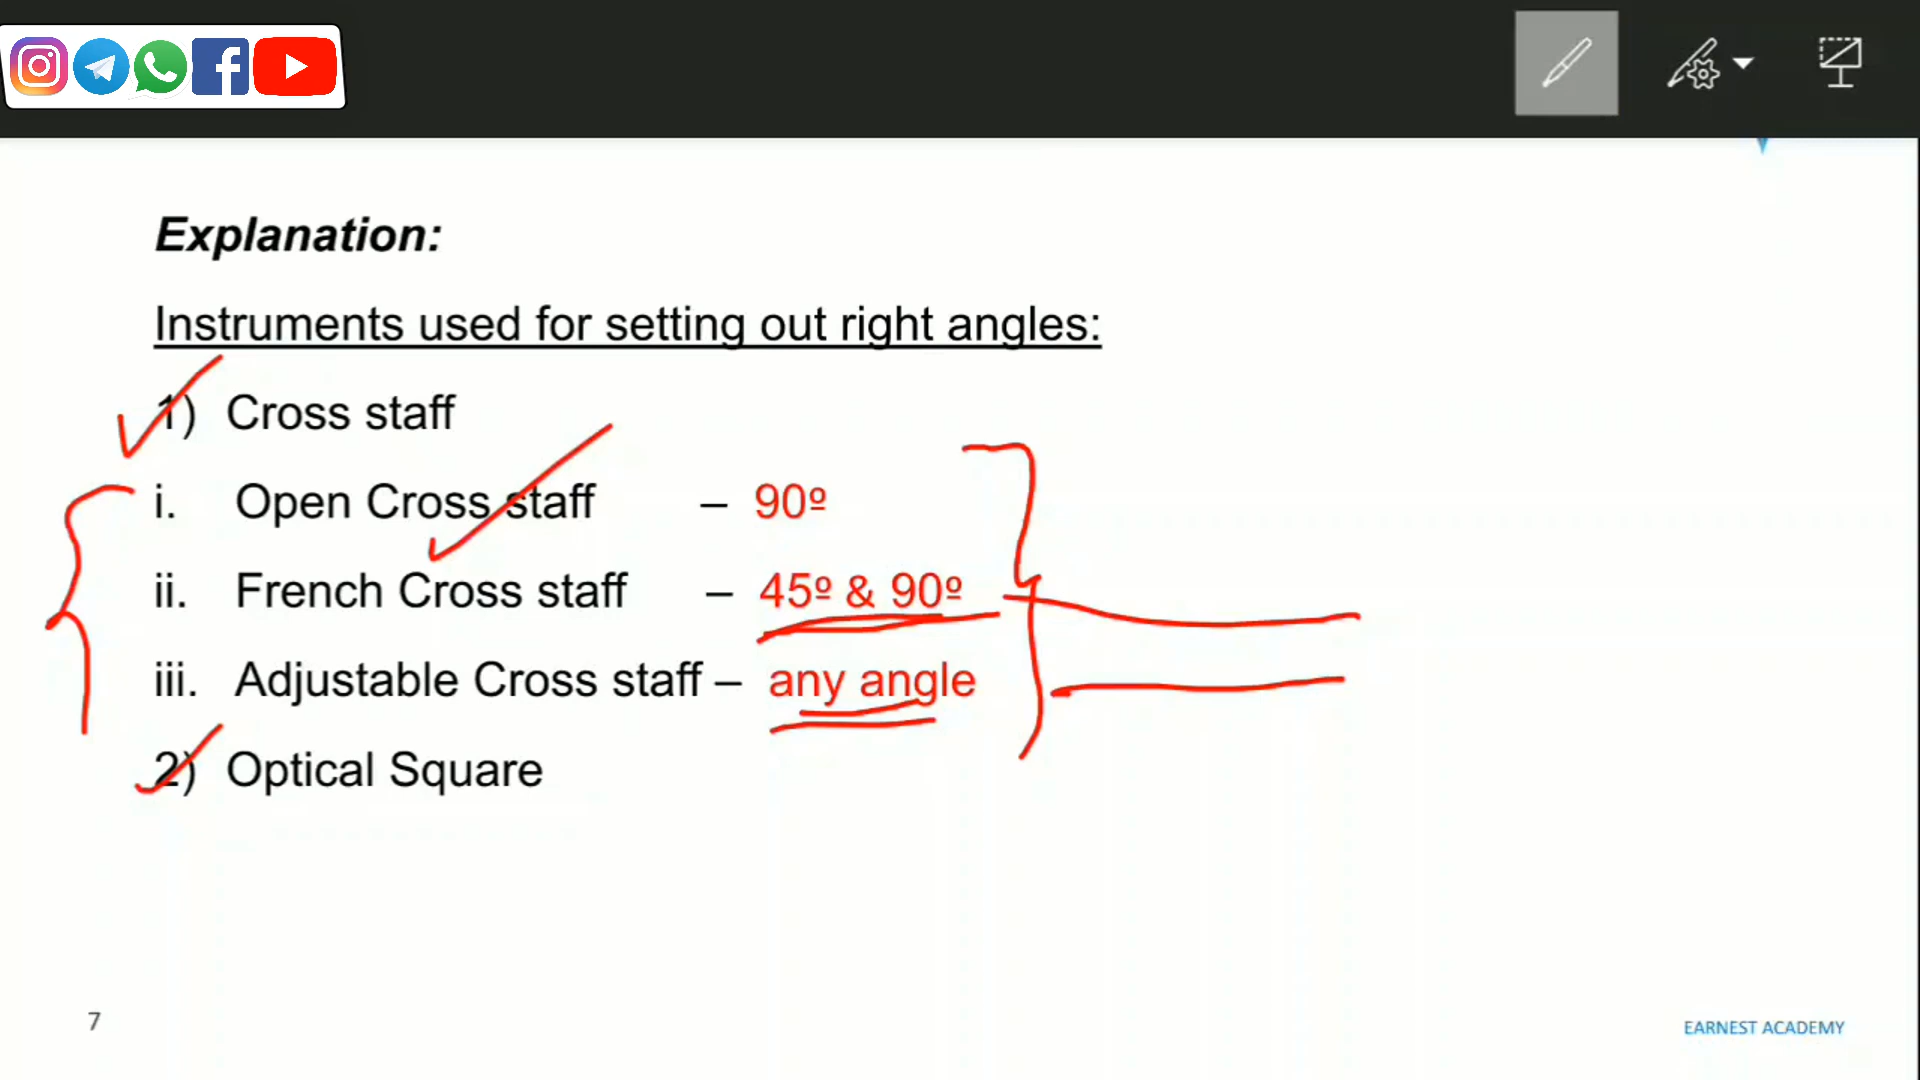 Explanation:
Instruments used for setting out right angles:
1) Cross staff
i. Open Cross staff – 90º
ii. French Cross staff – 45º & 90º
iii. Adjustable Cross staff – any angle
2) Optical Square
7
EARNEST ACADEMY